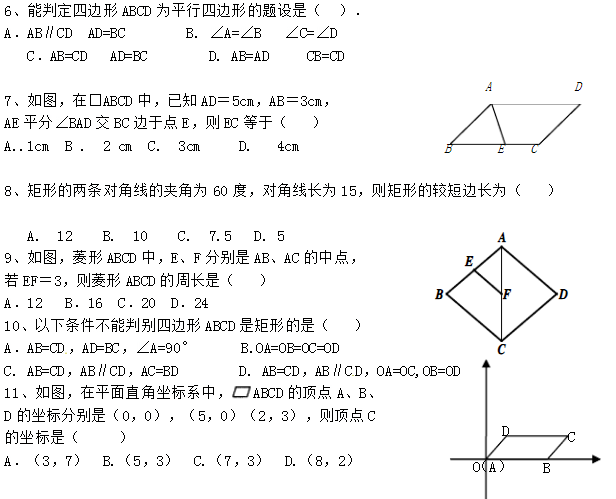 6、能判定四边形ABCD为平行四边形的题设是（ ）.
A．AB∥CD AD=BC B. ∠A=∠B ∠C=∠D
C．AB=CD AD=BC D. AB=AD CB=CD
7、如图，在□ABCD中，已知AD＝5cm，AB＝3cm，
AE平分∠BAD交BC边于点E，则EC等于（ ）
A..1cm B． 2 cm C． 3cm D． 4cm
A D
B E C
8、矩形的两条对角线的夹角为60度，对角线长为15，则矩形的较短边长为（ ）
A． 12 B． 10 C． 7.5 D．5
9、如图，菱形ABCD中，E、F分别是AB、AC的中点，
若EF＝3，则菱形ABCD的周长是（ ）
A．12 B．16 C．20 D．24
A
E
B F D
C
10、以下条件不能判别四边形ABCD是矩形的是（ ）
A．AB=CD，AD=BC，∠A=90° B.OA=OB=OC=OD
C．AB=CD，AB∥CD，AC=BD D．AB=CD，AB∥CD，OA=OC,OB=OD
11、如图，在平面直角坐标系中，▱ABCD的顶点A、B、
D的坐标分别是（0，0），（5，0）（2，3），则顶点C
的坐标是（ ）
A．（3，7） B.（5，3） C.（7，3） D.（8，2）
D C
O(A) B